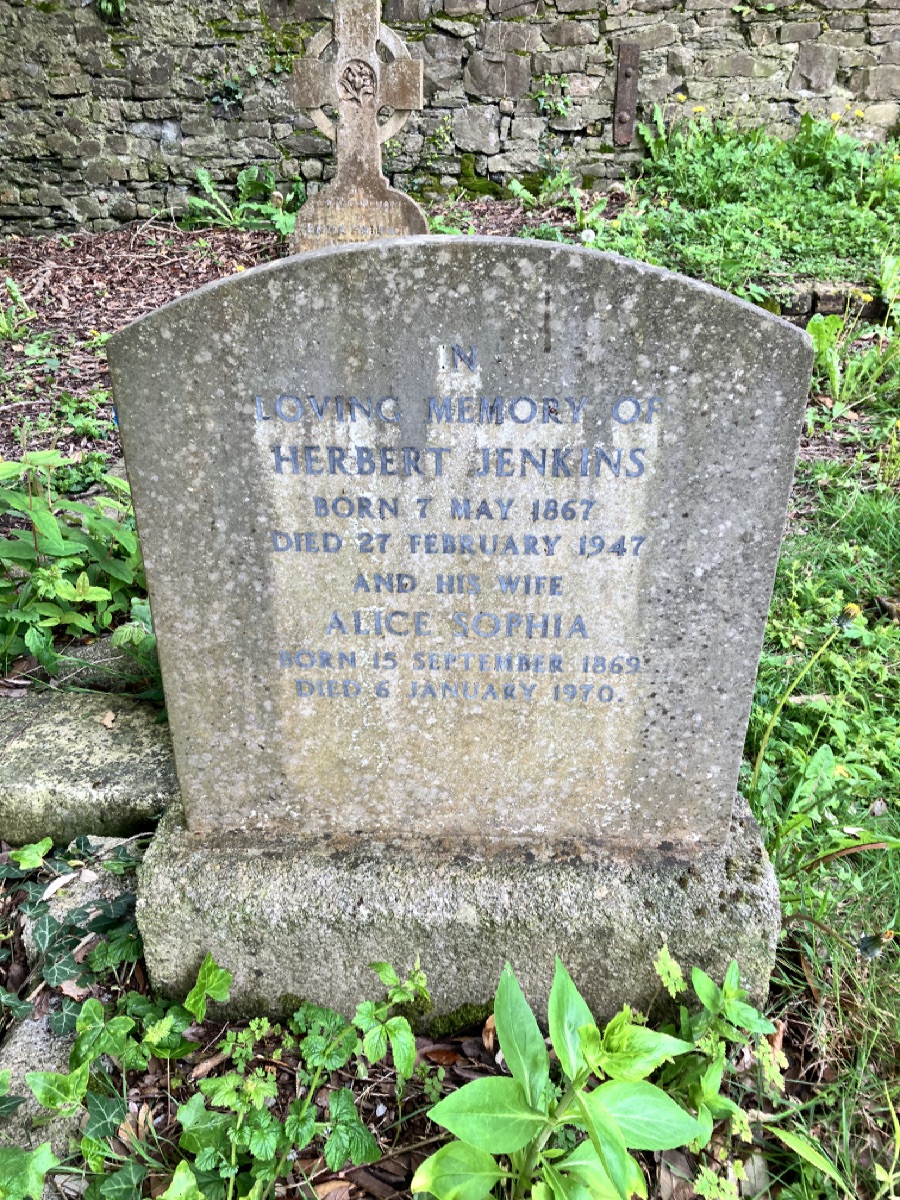 IN
LOVING MEMORY OF
HERBERT JENKINS
BORN 7 MAY 1867
DIED 27 FEBRUARY 1947
AND HIS WIFE
ALICE SOPHIA
BORN 15 SEPTEMBER 1869
DIED 6 JANUARY 1970.